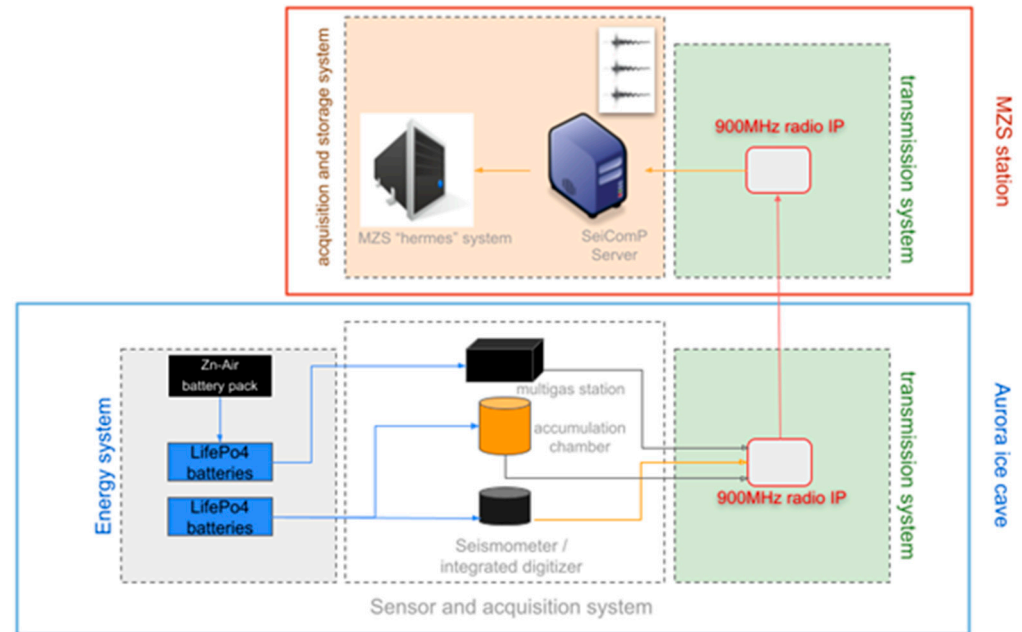 acquisition and storage system
MZS "hermes" system
SeiComP
Server
900MHz radio IP
transmission system
MZS station
Energy system
Zn-Air
battery pack
LifePo4
batteries
LifePo4
batteries
multigas station
accumulation
chamber
Seismometer /
integrated digitizer
Sensor and acquisition system
900MHz radio IP
transmission system
Aurora ice cave